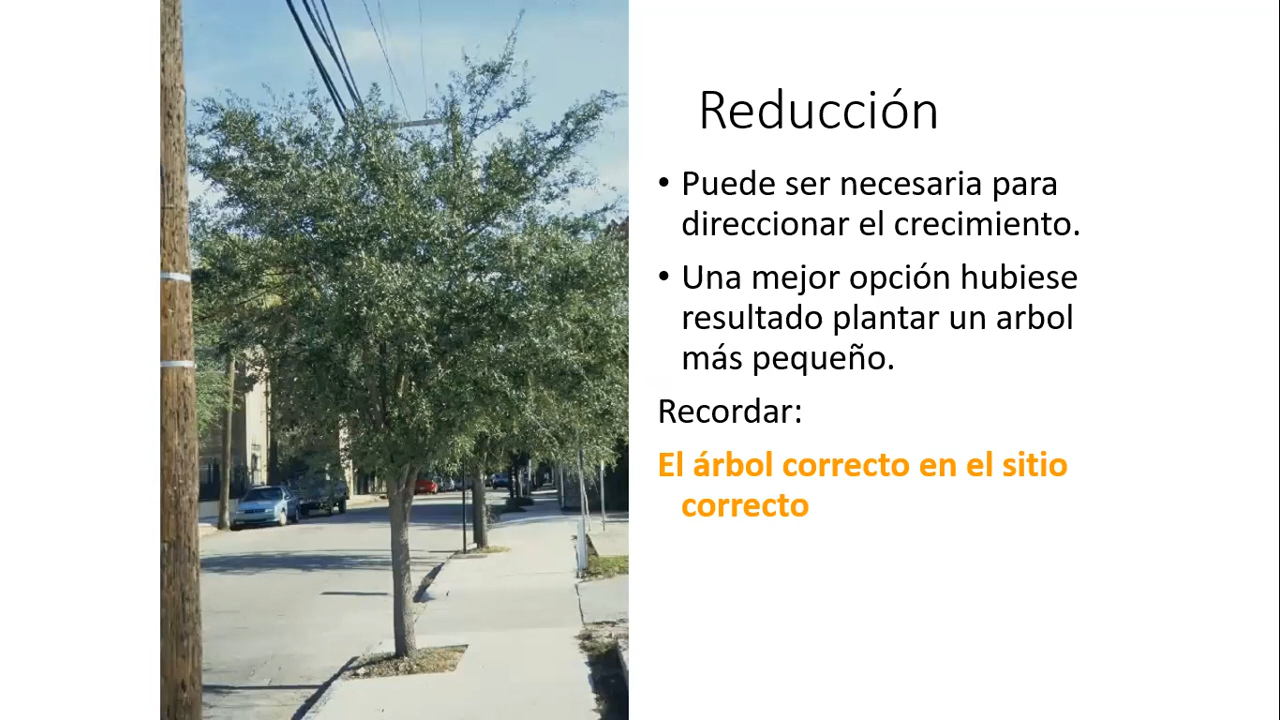 Reducción
• Puede ser necesaria para
direccionar el crecimiento.
• Una mejor opción hubiese
resultado plantar un arbol
más pequeño.
Recordar:
El árbol correcto en el sitio
correcto